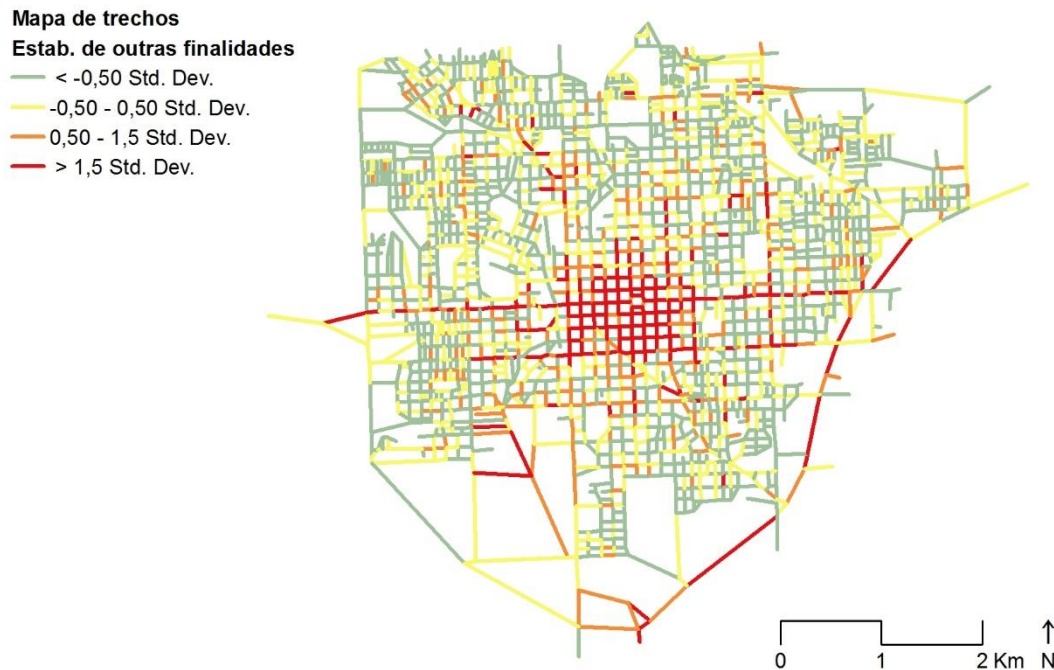 Mapa de trechos
Estab. de outras finalidades
< -0,50 Std. Dev.
-0,50 - 0,50 Std. Dev.
0,50 - 1,5 Std. Dev.
> 1,5 Std. Dev.
0 1 2 Km N